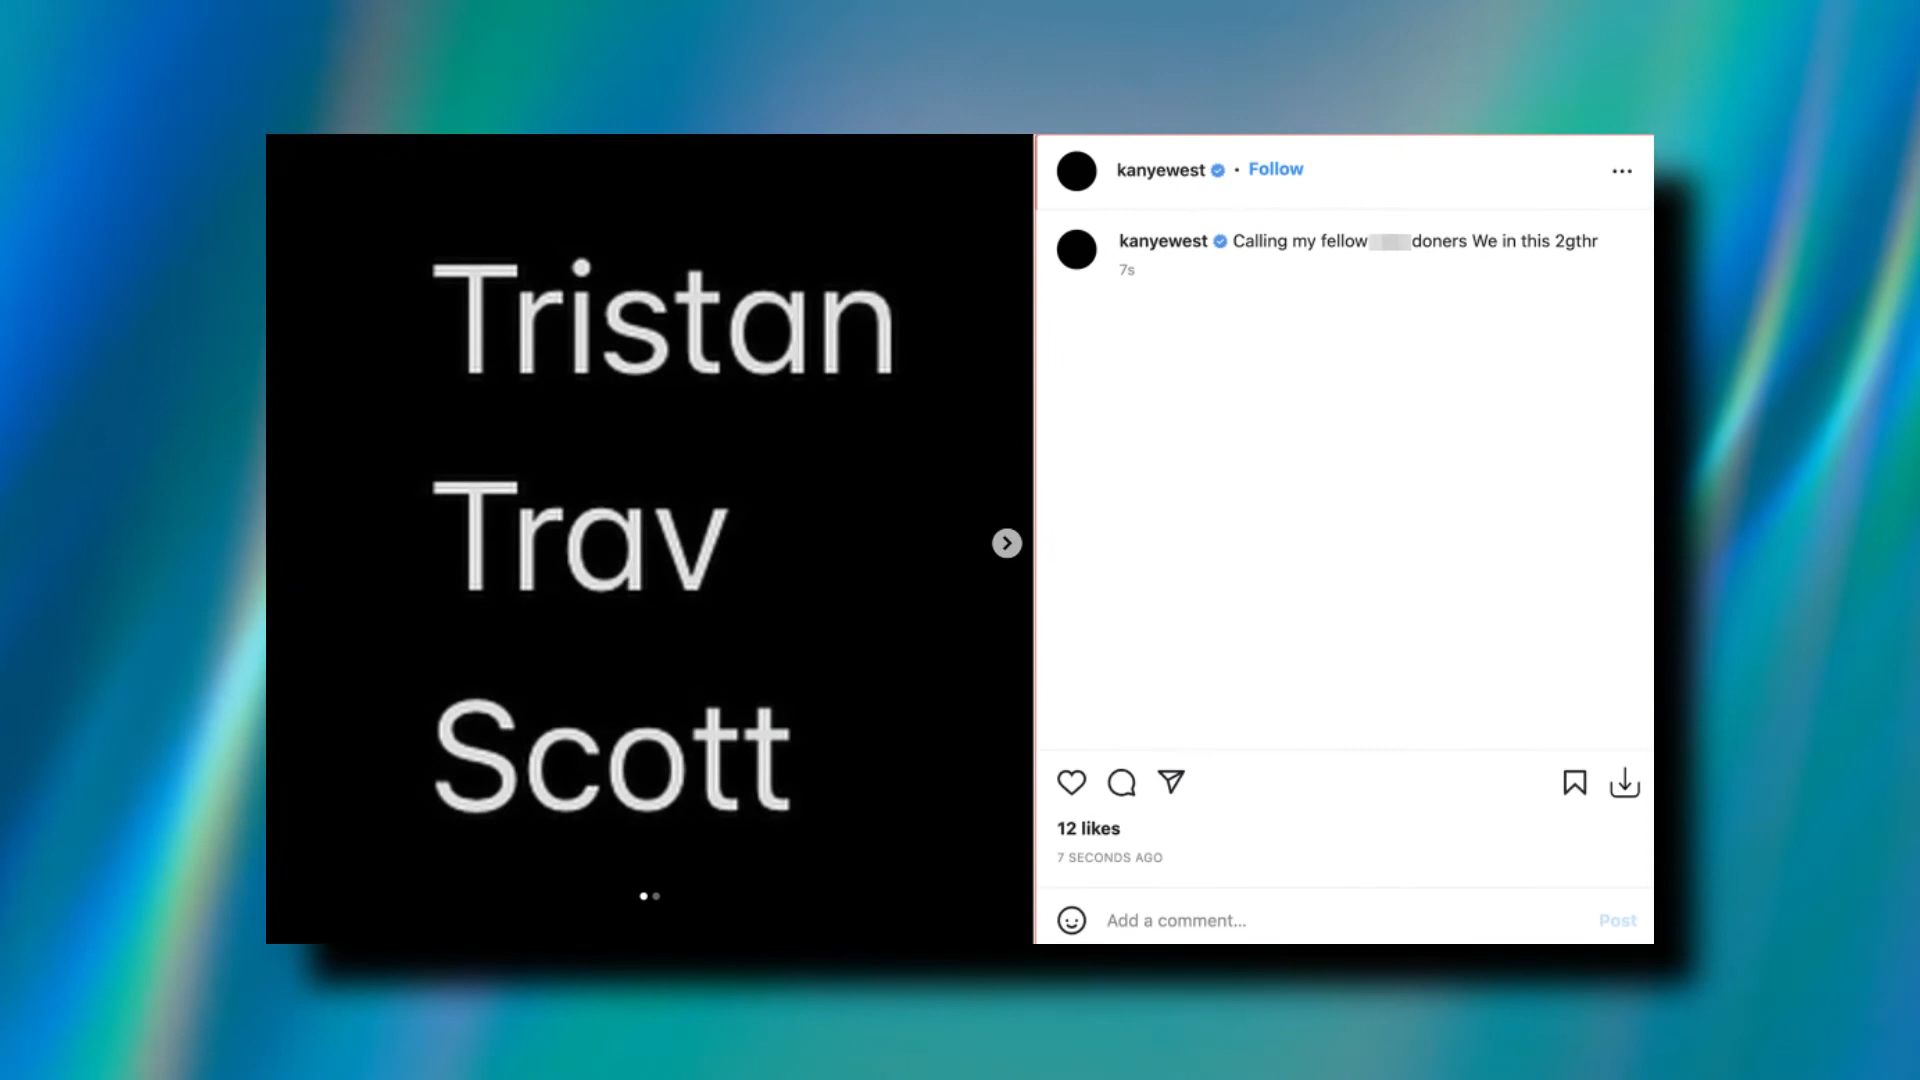 Tristan
Trav
Scott
kanyewest • Follow
kanyewest Calling my fellow doners We in this 2gthr
7s
12 likes
7 SECONDS AGO
Add a comment...
Post